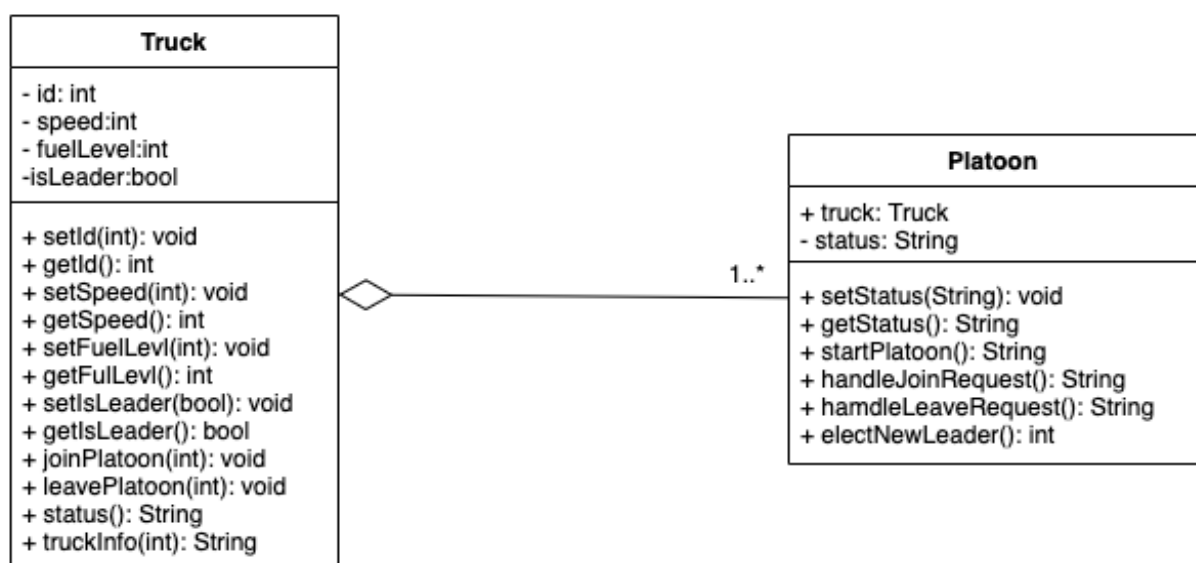 Truck
- id: int
- speed:int
- fuelLevel:int
-isLeader:bool
+ setId(int): void
+ getId(): int
+ setSpeed(int): void
+ getSpeed(): int
+ setFuelLevl(int): void
+ getFulLevl(): int
+ setIsLeader(bool): void
+ getIsLeader(): bool
+ joinPlatoon(int): void
+ leavePlatoon(int): void
+ status(): String
+ truckInfo(int): String
1..*
Platoon
+ truck: Truck
- status: String
+ setStatus(String): void
+ getStatus(): String
+ startPlatoon(): String
+ handleJoinRequest(): String
+ hamdleLeaveRequest(): String
+ electNewLeader(): int